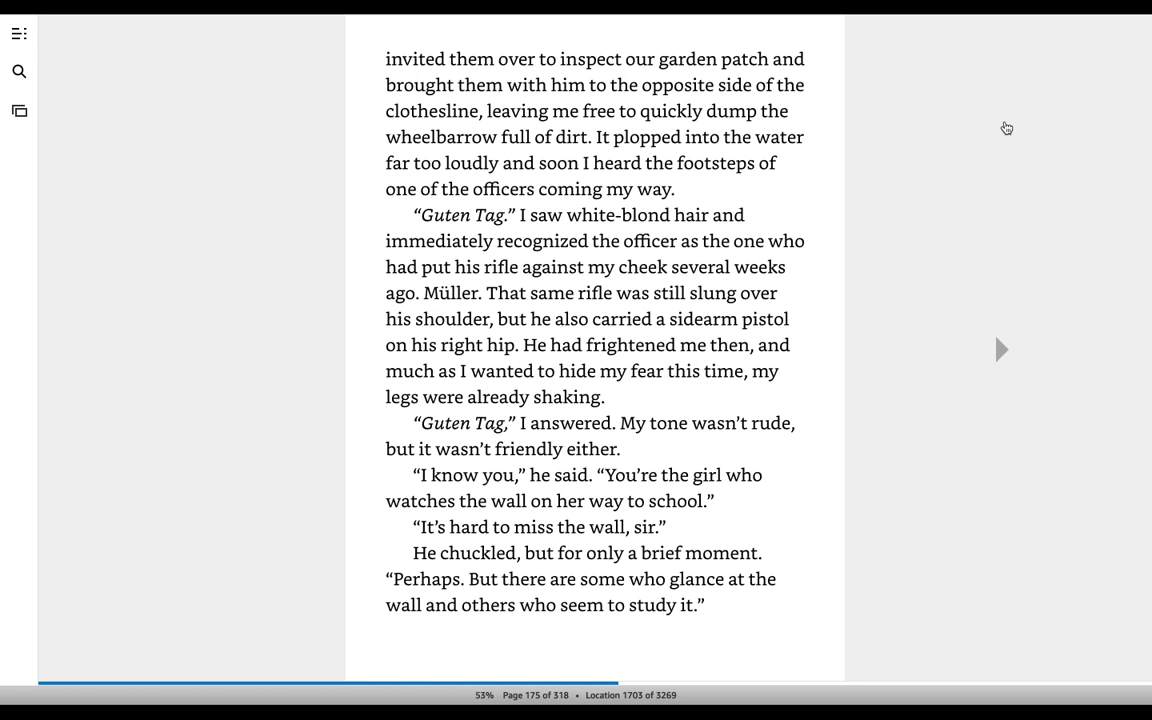 invited them over to inspect our garden patch and
brought them with him to the opposite side of the
clothesline, leaving me free to quickly dump the
wheelbarrow full of dirt. It plopped into the water
far too loudly and soon I heard the footsteps of
one of the officers coming my way.
“Guten Tag.” I saw white-blond hair and
immediately recognized the officer as the one who
had put his rifle against my cheek several weeks
ago. Müller. That same rifle was still slung over
his shoulder, but he also carried a sidearm pistol
on his right hip. He had frightened me then, and
much as I wanted to hide my fear this time, my
legs were already shaking.
“Guten Tag,” I answered. My tone wasn’t rude,
but it wasn’t friendly either.
“I know you,” he said. “You’re the girl who
watches the wall on her way to school.”
“It’s hard to miss the wall, sir.”
He chuckled, but for only a brief moment.
“Perhaps. But there are some who glance at the
wall and others who seem to study it.”
53% Page 175 of 318 • Location 1703 of 3269